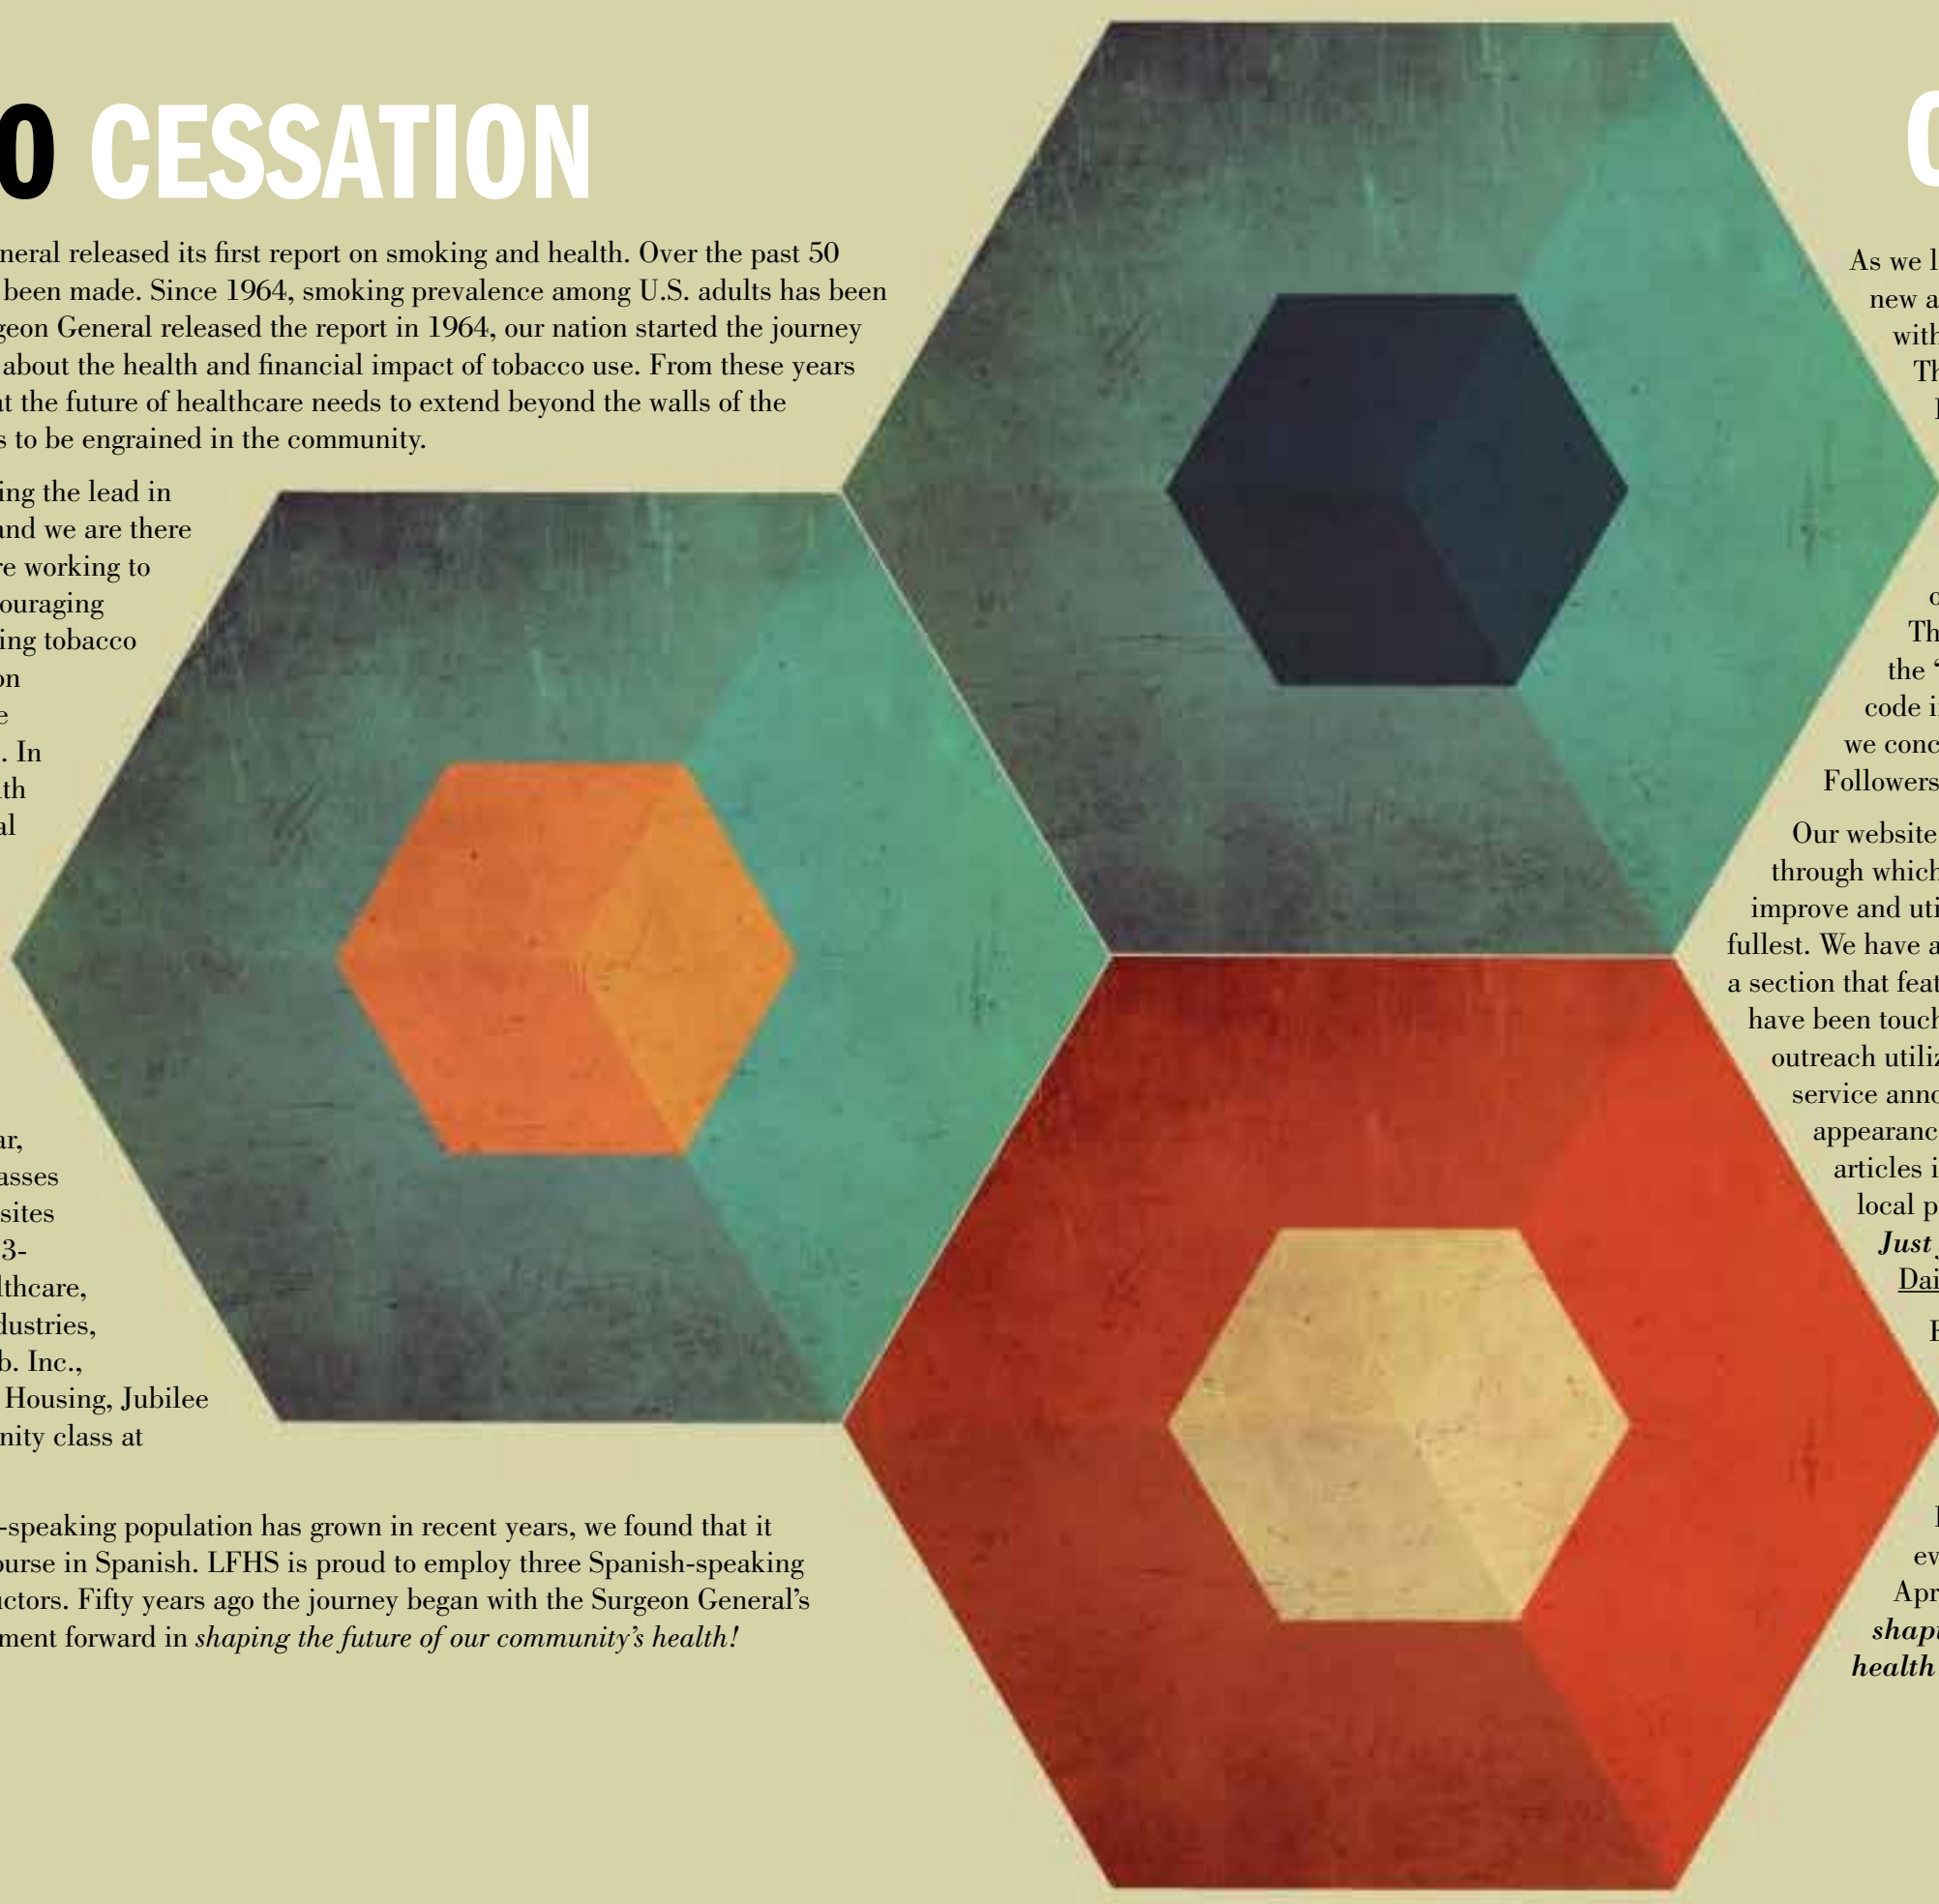 O CESSATION
neral released its first report on smoking and health. Over the past 50
been made. Since 1964, smoking prevalence among U.S. adults has been
geon General released the report in 1964, our nation started the journey
about the health and financial impact of tobacco use. From these years
at the future of healthcare needs to extend beyond the walls of the
s to be engrained in the community.
ing the lead in
and we are there
re working to
ouraging
ing tobacco
on
e
. In
th
al
ar,
asses
sites
3-
lthcare,
dustries,
b. Inc.,
Housing, Jubilee
nity class at
-speaking population has grown in recent years, we found that it
ourse in Spanish. LFHS is proud to employ three Spanish-speaking
uctors. Fifty years ago the journey began with the Surgeon General’s
ment forward in shaping the future of our community’s health!
As we l
new a
with
Th
o
Th
the “
code i
we conc
Followers
Our website
through which
improve and uti
fullest. We have a
a section that feat
have been touch
outreach utiliz
service anno
appearanc
articles i
local p
Just
Dai
ev
Apr
shapi
health